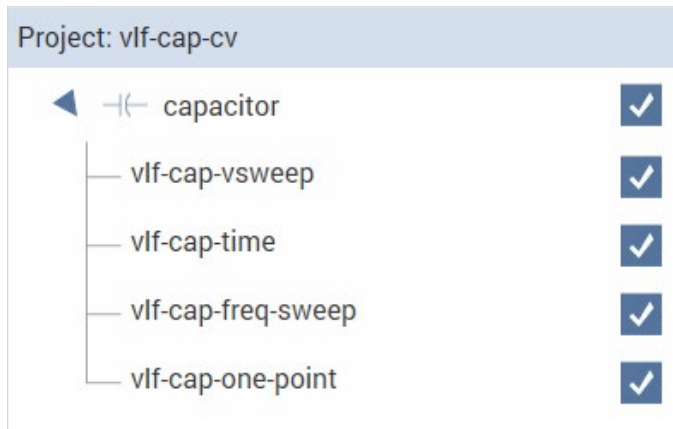 Project: vlf-cap-cv
capacitor
vlf-cap-vsweep
vlf-cap-time
vlf-cap-freq-sweep
vlf-cap-one-point